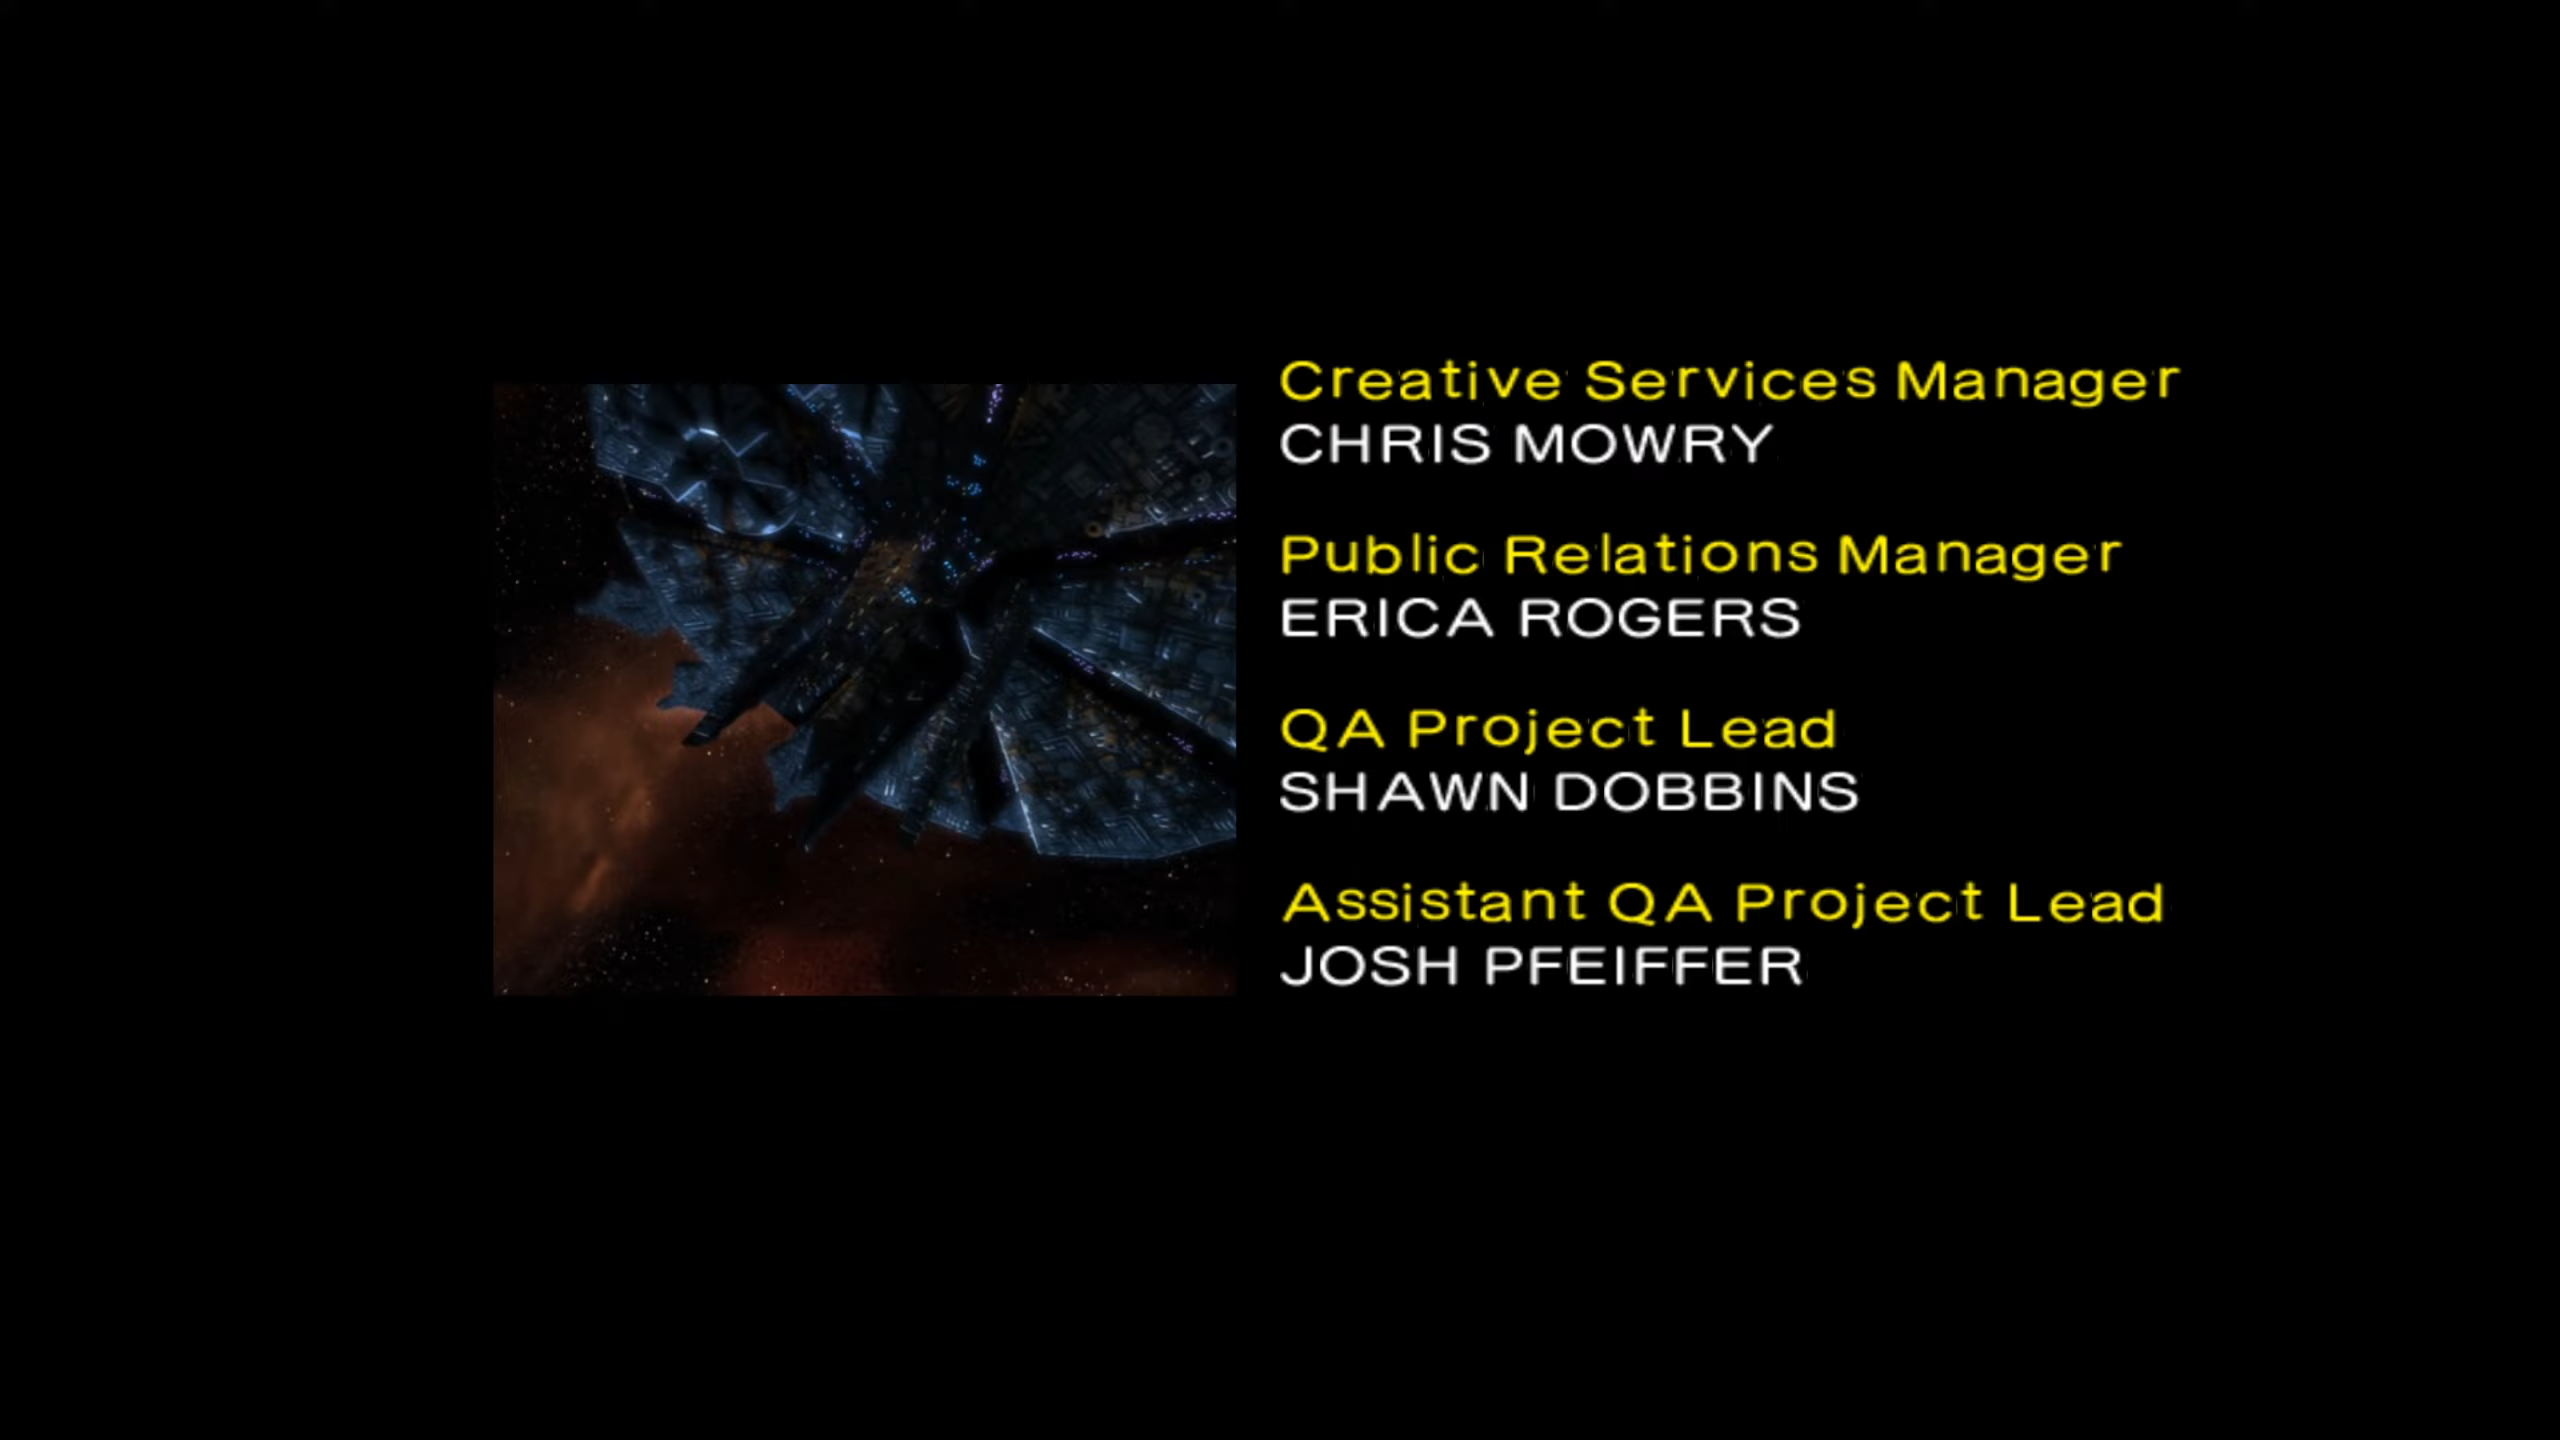 Creative Services Manager
CHRIS MOWRY
Public Relations Manager
ERICA ROGERS
QA Project Lead
SHAWN DOBBINS
Assistant QA Project Lead
JOSH PFEIFFER